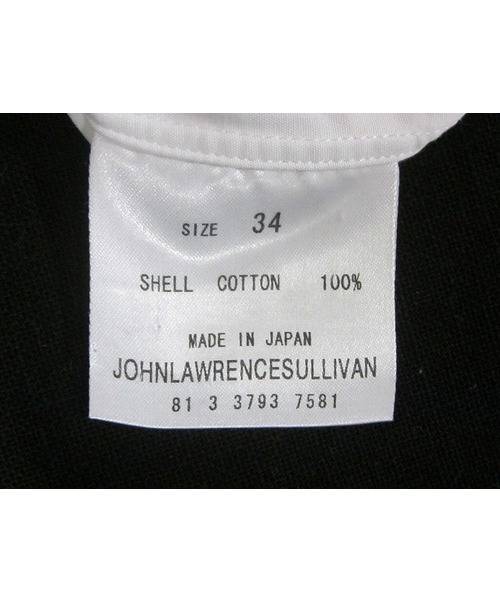 SIZE 34
SHELL COTTON 100%
MADE IN JAPAN
JOHNLAWRENCESULLIVAN
81 3 3793 7581